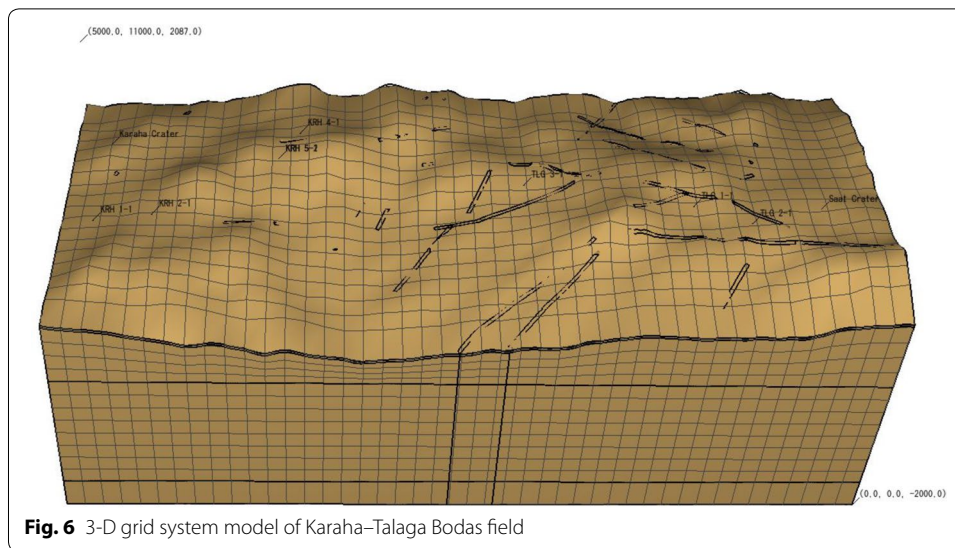 (5000.0, 11000.0, 2087.0)
KRH 4-1
Karaha Crater
KRH 5-2
TLG 3-1
TLG 1-1
Saat Crater
KRH 1-1
KRH 2-1
TLG 2-1
(0.0, 0.0, -2000.0)
Fig. 6 3-D grid system model of Karaha–Talaga Bodas field